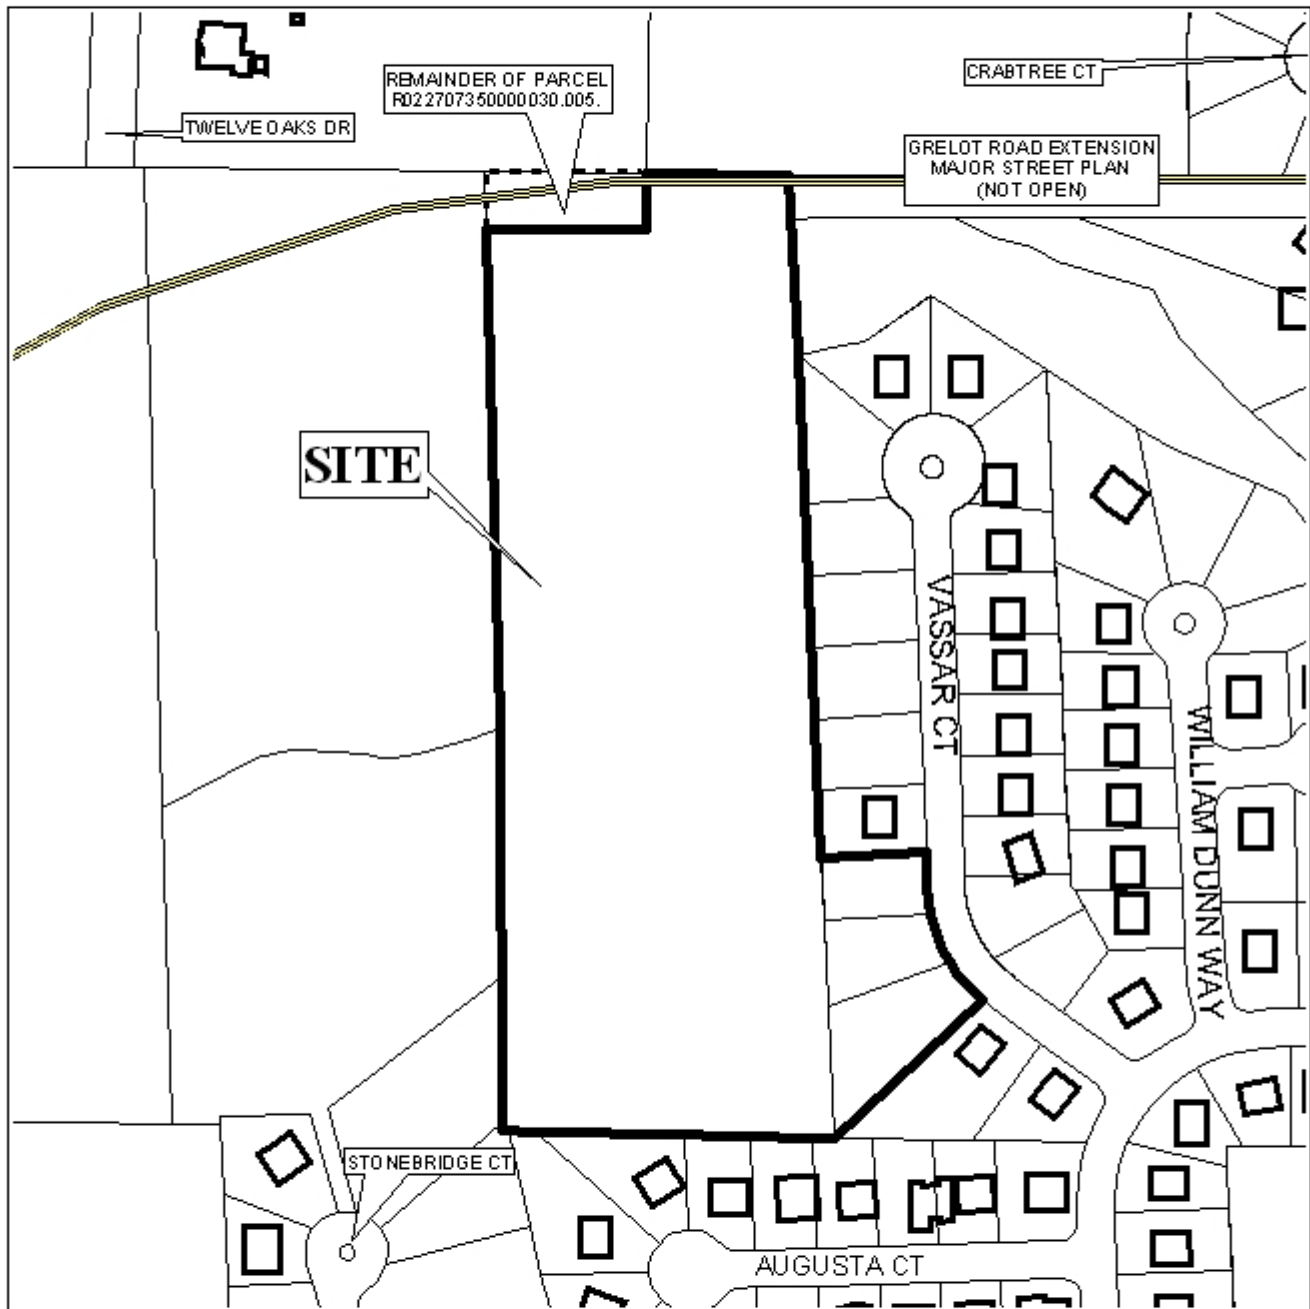 REMAINDER OF PARCEL
R022707350000030.005.
CRABTREE CT
TWELVE OAKS DR
GRELOT ROAD EXTENSION
MAJOR STREET PLAN
(NOT OPEN)
SITE
VASSAR CT
WILLIAM DUNN WAY
STONEBRIDGE CT
AUGUSTA CT